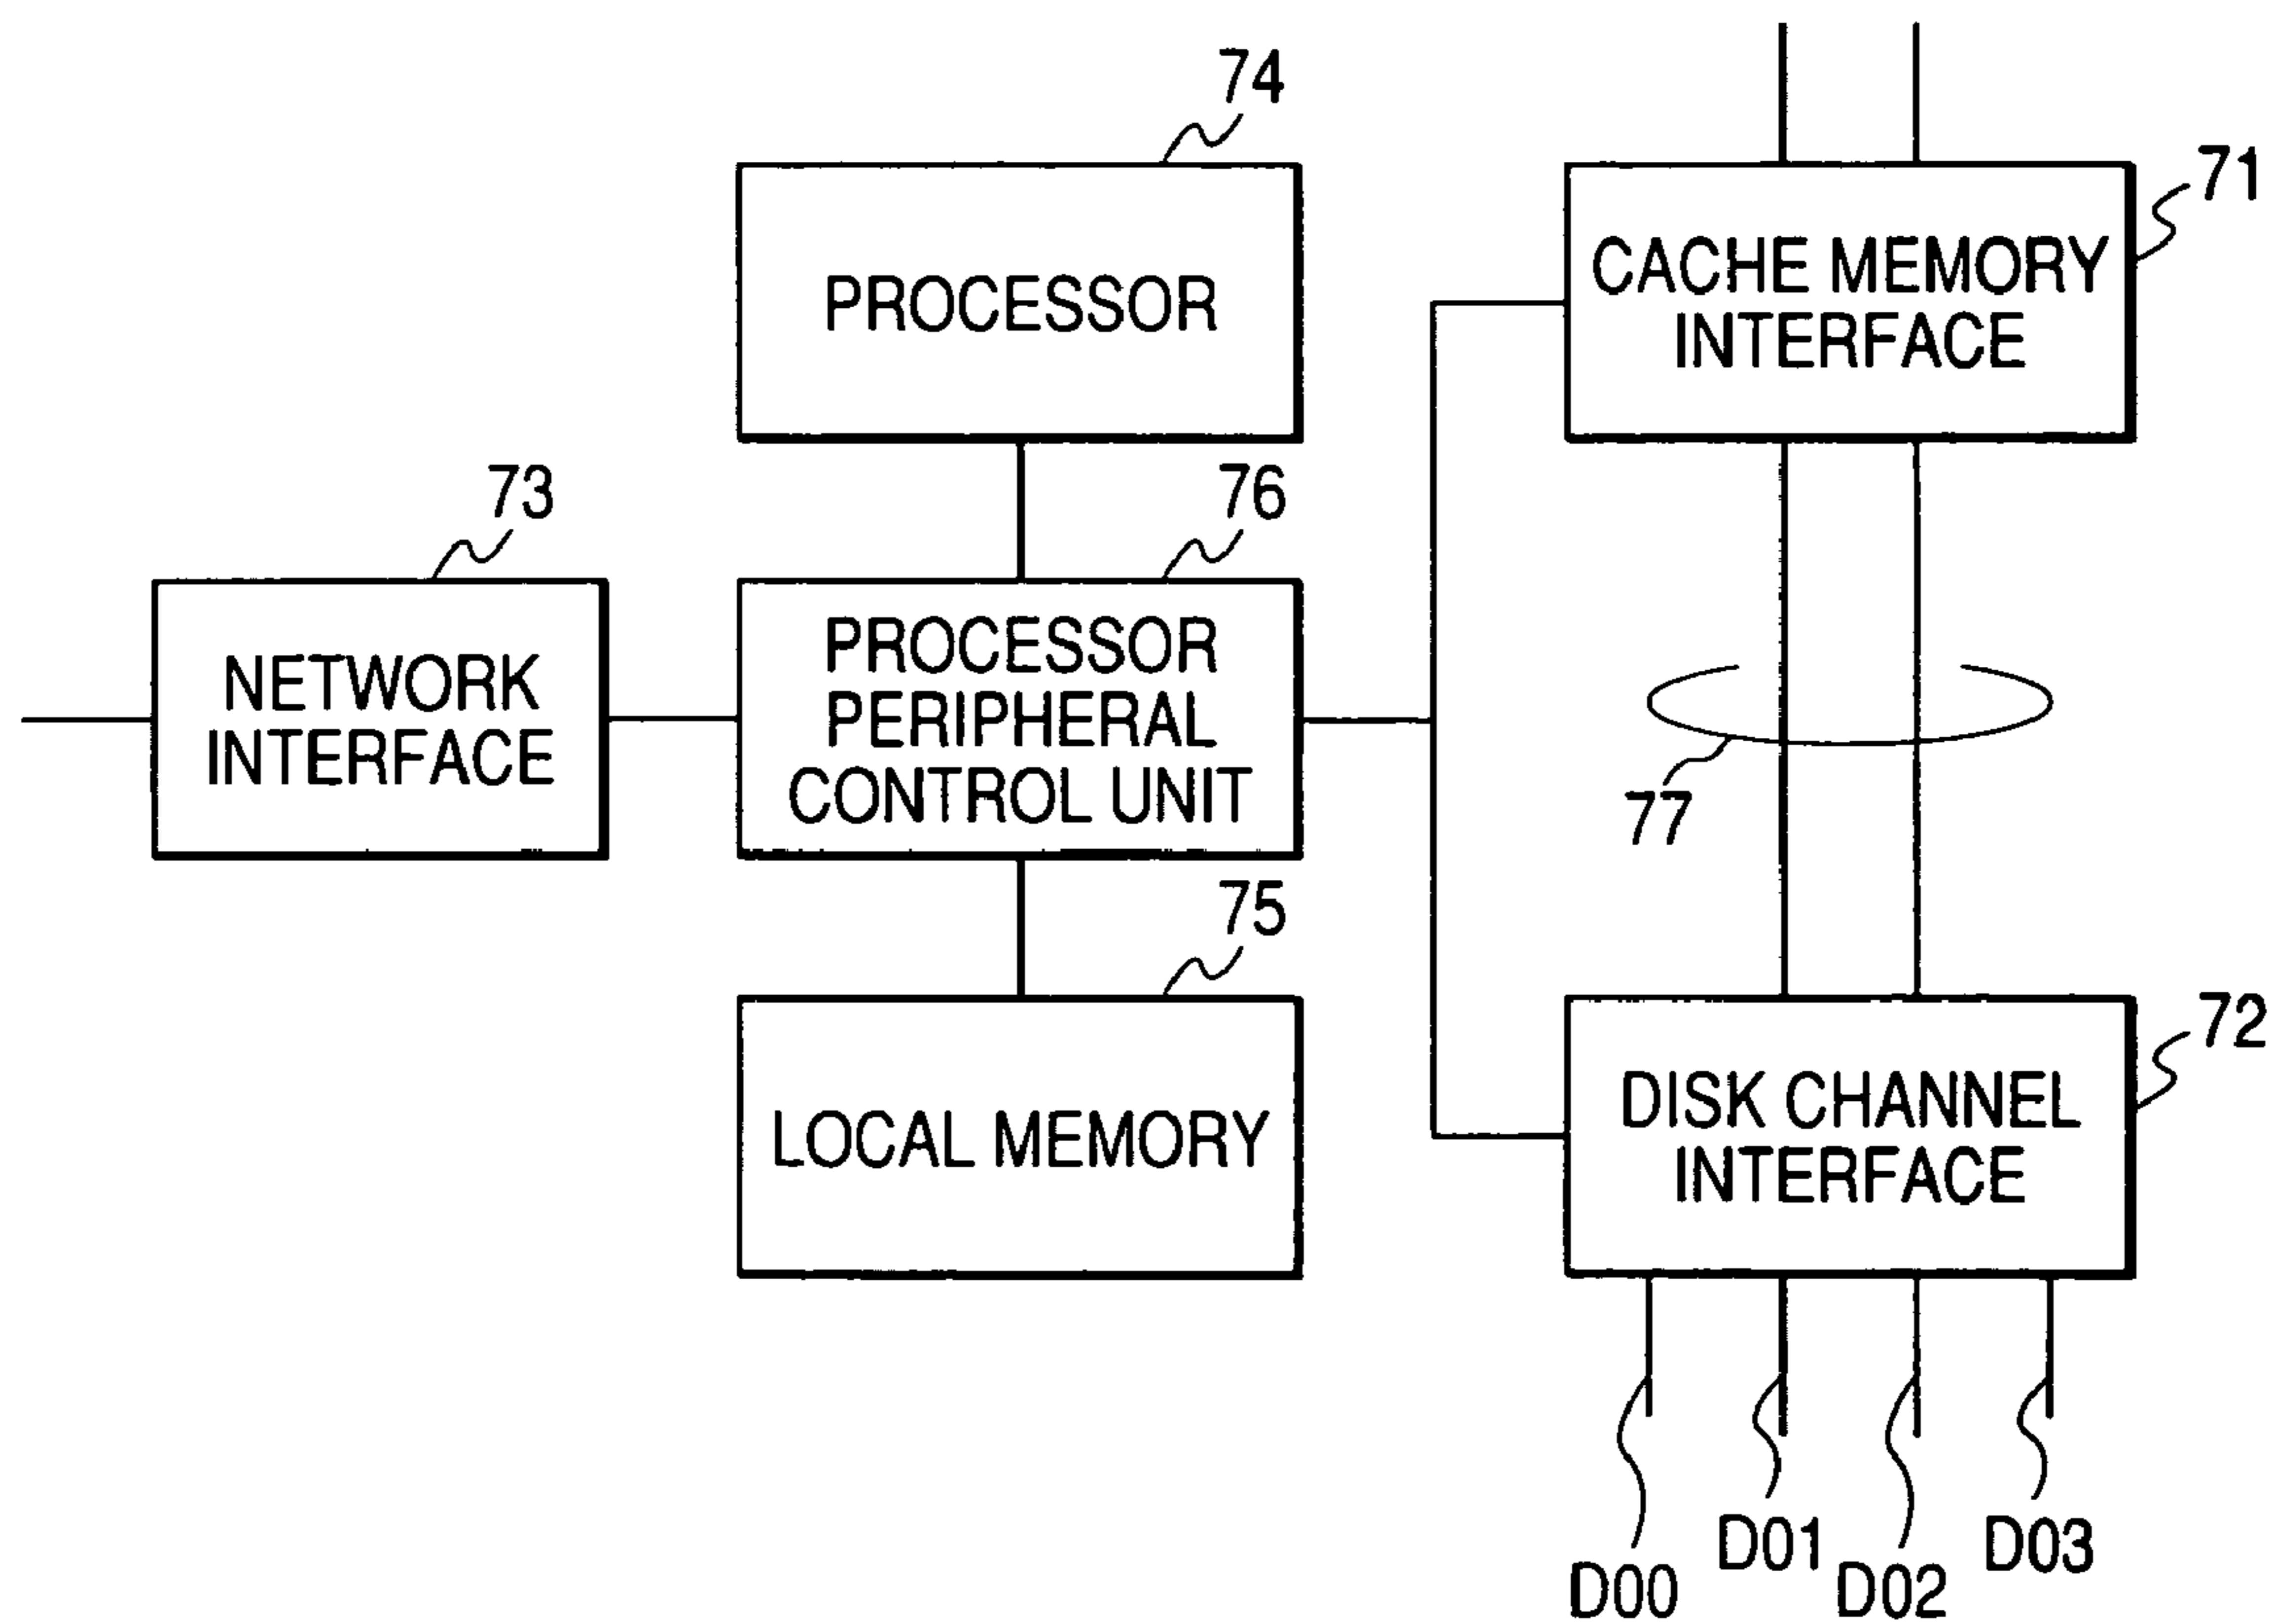 74
PROCESSOR
71
CACHE MEMORY
INTERFACE
73
NETWORK
INTERFACE
76
PROCESSOR
PERIPHERAL
CONTROL UNIT
77
75
LOCAL MEMORY
72
DISK CHANNEL
INTERFACE
D00
D01
D02
D03